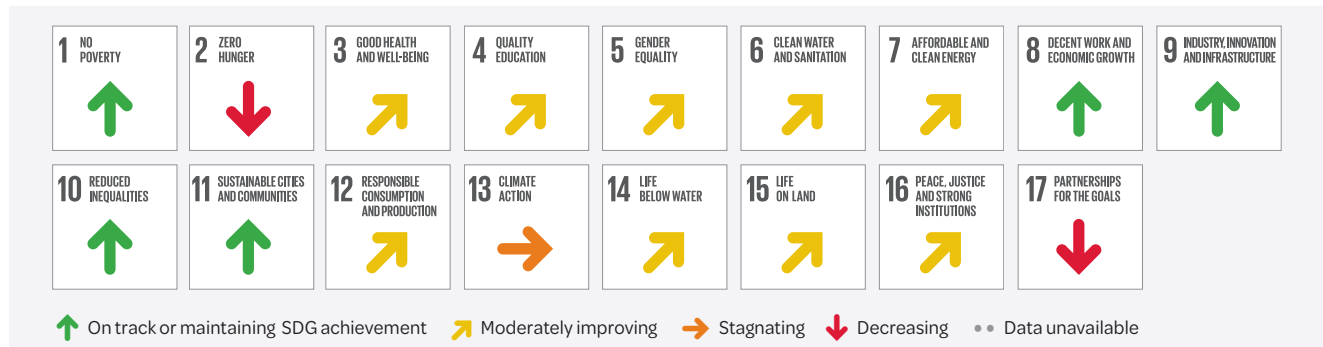 1 NO
POVERTY
2 ZERO
HUNGER
3 GOOD HEALTH
AND WELL-BEING
4 QUALITY
EDUCATION
5 GENDER
EQUALITY
6 CLEAN WATER
AND SANITATION
7 AFFORDABLE AND
CLEAN ENERGY
8 DECENT WORK AND
ECONOMIC GROWTH
9 INDUSTRY, INNOVATION
AND INFRASTRUCTURE
10 REDUCED
INEQUALITIES
11 SUSTAINABLE CITIES
AND COMMUNITIES
12 RESPONSIBLE
CONSUMPTION
AND PRODUCTION
13 CLIMATE
ACTION
14 LIFE
BELOW WATER
15 LIFE
ON LAND
16 PEACE, JUSTICE
AND STRONG
INSTITUTIONS
17 PARTNERSHIPS
FOR THE GOALS
On track or maintaining SDG achievement Moderately improving Stagnating Decreasing Data unavailable